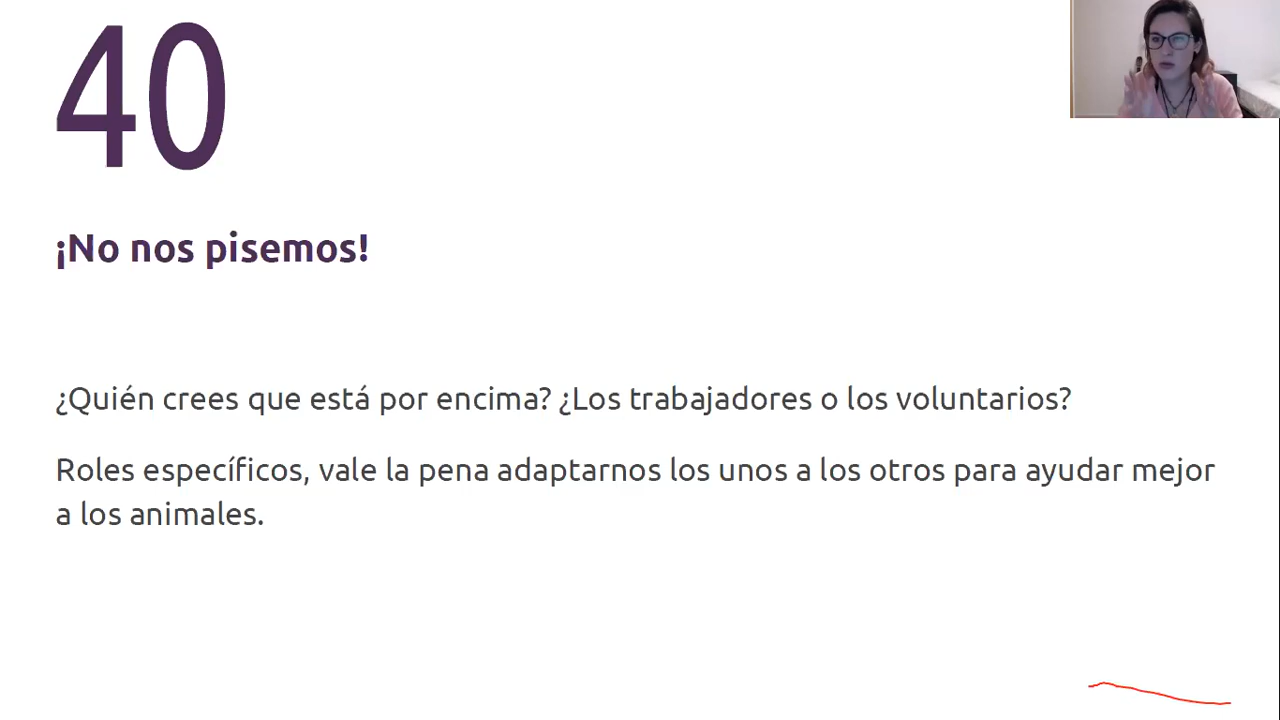 40
¡No nos pisemos!
¿Quién crees que está por encima? ¿Los trabajadores o los voluntarios?
Roles específicos, vale la pena adaptarnos los unos a los otros para ayudar mejor
a los animales.